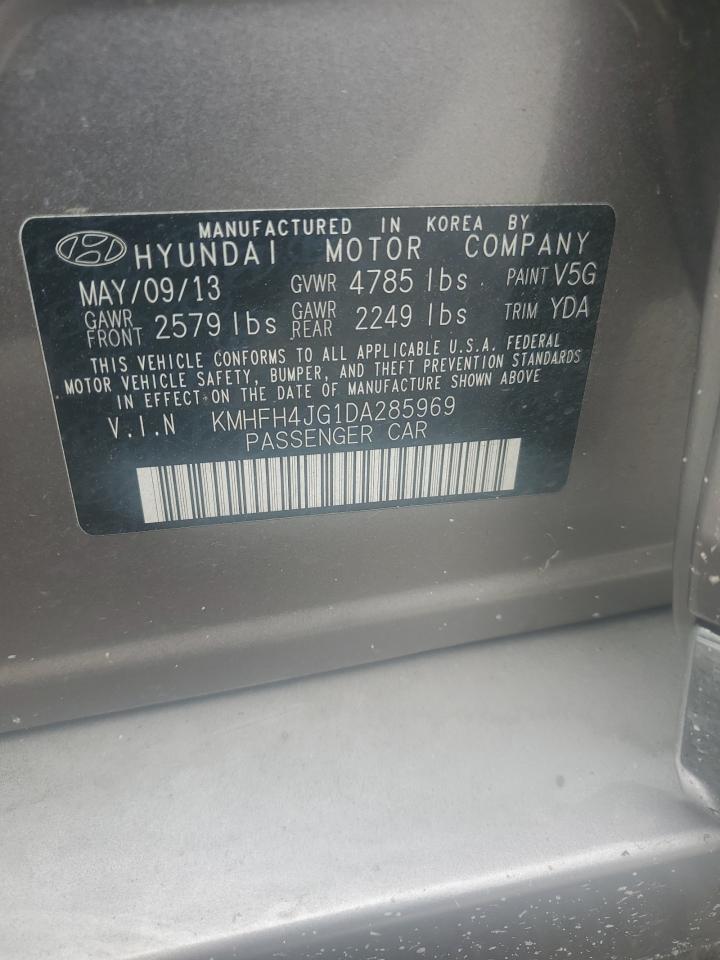 MANUFACTURED IN KOREA BY
HYUNDAI MOTOR COMPANY
MAY/09/13 GVWR 4785 lbs PAINT V5G
GAWR FRONT 2579 lbs GAWR REAR 2249 lbs TRIM YDA
THIS VEHICLE CONFORMS TO ALL APPLICABLE U.S.A. FEDERAL
MOTOR VEHICLE SAFETY, BUMPER, AND THEFT PREVENTION STANDARDS
IN EFFECT ON THE DATE OF MANUFACTURE SHOWN ABOVE
V.I.N KMHFH4JG1DA285969
PASSENGER CAR